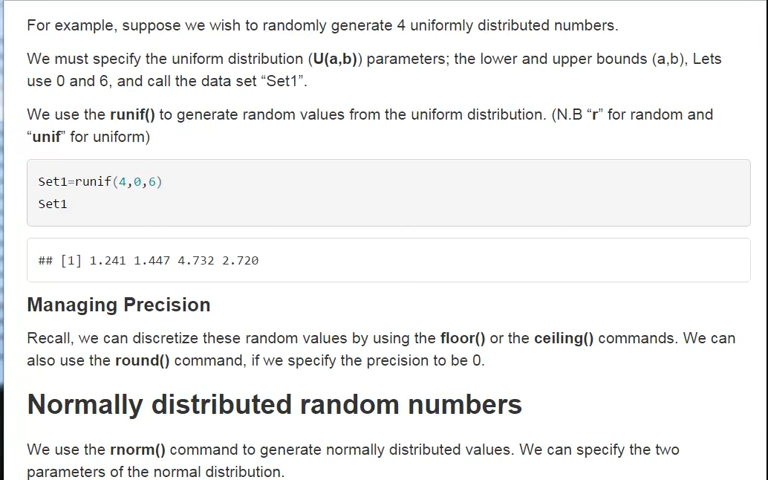 For example, suppose we wish to randomly generate 4 uniformly distributed numbers.
We must specify the uniform distribution (U(a,b)) parameters; the lower and upper bounds (a,b), Lets
use 0 and 6, and call the data set “Set1”.
We use the runif() to generate random values from the uniform distribution. (N.B “r” for random and
“unif” for uniform)
Set1=runif(4,0,6)
Set1
## [1] 1.241 1.447 4.732 2.720
Managing Precision
Recall, we can discretize these random values by using the floor() or the ceiling() commands. We can
also use the round() command, if we specify the precision to be 0.
Normally distributed random numbers
We use the rnorm() command to generate normally distributed values. We can specify the two
parameters of the normal distribution.